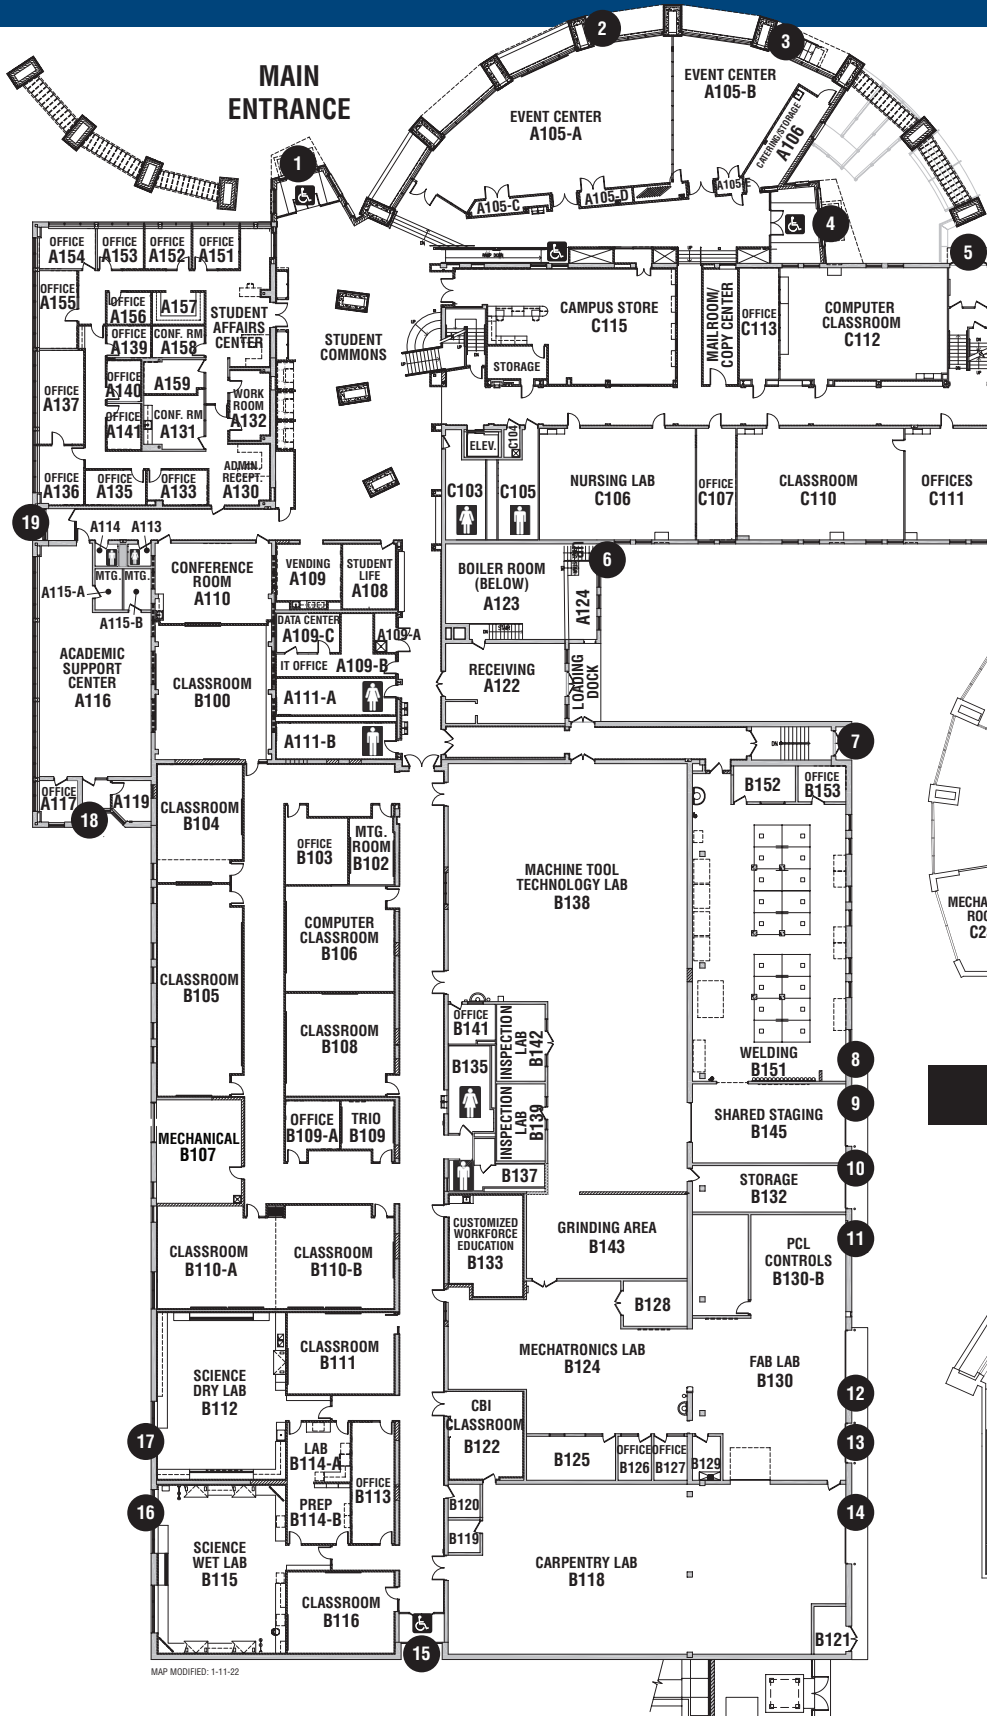 MAIN
ENTRANCE
1
2
3
4
5
EVENT CENTER
A105-A
EVENT CENTER
A105-B
CATERING/STORAGE
A106
A105-C
A105-D
A105-E
OFFICE
A154
OFFICE
A153
OFFICE
A152
OFFICE
A151
OFFICE
A155
OFFICE
A156
A157
STUDENT
AFFAIRS
CENTER
OFFICE
A139
CONF. RM
A158
OFFICE
A140
A159
OFFICE
A137
OFFICE
A141
CONF. RM
A131
WORK
ROOM
A132
OFFICE
A136
OFFICE
A135
OFFICE
A133
ADMIN.
RECEPT.
A130
STUDENT
COMMONS
CAMPUS STORE
C115
STORAGE
MAILROOM/
COPY CENTER
OFFICE
C113
COMPUTER
CLASSROOM
C112
UP
DN
ELEV.
C104
C103
C105
NURSING LAB
C106
OFFICE
C107
CLASSROOM
C110
OFFICES
C111
19
A114
A113
MTG.
MTG.
A115-A
A115-B
CONFERENCE
ROOM
A110
VENDING
A109
STUDENT
LIFE
A108
DATA CENTER
A109-C
A109-A
IT OFFICE A109-B
A111-A
A111-B
ACADEMIC
SUPPORT
CENTER
A116
CLASSROOM
B100
OFFICE
A117
A119
18
BOILER ROOM
(BELOW)
A123
A124
6
RECEIVING
A122
LOADING
DOCK
DN
7
CLASSROOM
B104
OFFICE
B103
MTG.
ROOM
B102
CLASSROOM
B105
COMPUTER
CLASSROOM
B106
CLASSROOM
B108
MECHANICAL
B107
OFFICE
B109-A
TRIO
B109
MACHINE TOOL
TECHNOLOGY LAB
B138
B152
OFFICE
B153
WELDING
B151
8
OFFICE
B141
INSPECTION
LAB
B142
B135
INSPECTION
LAB
B139
B137
SHARED STAGING
B145
9
STORAGE
B132
10
CUSTOMIZED
WORKFORCE
EDUCATION
B133
GRINDING AREA
B143
PCL
CONTROLS
B130-B
11
MECHA
ROO
C2
CLASSROOM
B110-A
CLASSROOM
B110-B
B128
MECHATRONICS LAB
B124
FAB LAB
B130
12
13
SCIENCE
DRY LAB
B112
CLASSROOM
B111
CBI
CLASSROOM
B122
B125
OFFICE
B126
OFFICE
B127
B129
17
LAB
B114-A
OFFICE
B113
PREP
B114-B
16
B120
B119
14
SCIENCE
WET LAB
B115
CLASSROOM
B116
CARPENTRY LAB
B118
B121
15
MAP MODIFIED: 1-11-22